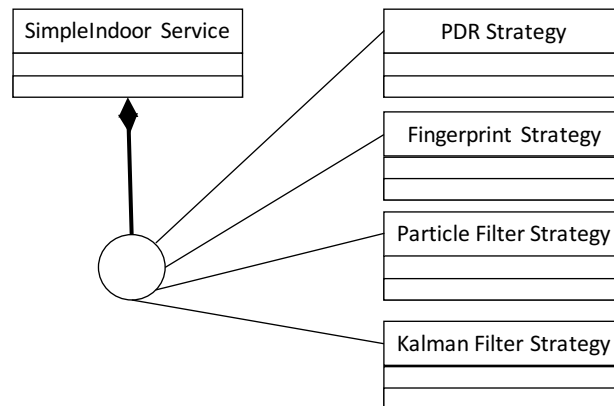 SimpleIndoor Service
PDR Strategy
Fingerprint Strategy
Particle Filter Strategy
Kalman Filter Strategy